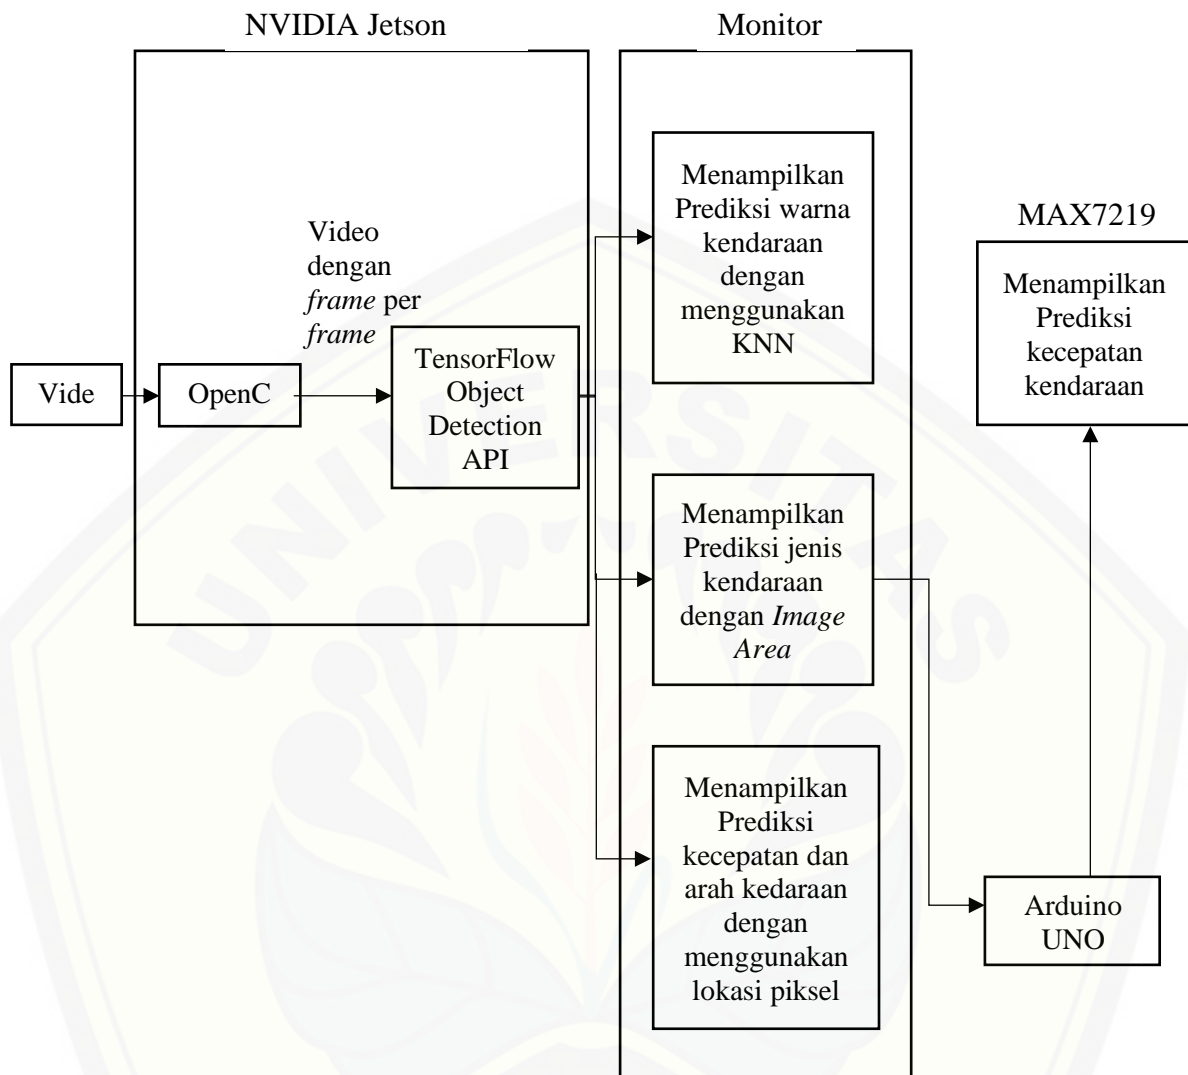 NVIDIA Jetson
Monitor
Menampilkan
Prediksi warna
kendaraan
dengan
menggunakan
KNN
MAX7219
Menampilkan
Prediksi
kecepatan
kendaraan
Video
dengan
frame per
frame
Vide
OpenC
TensorFlow
Object
Detection
API
Menampilkan
Prediksi jenis
kendaraan
dengan Image
Area
Menampilkan
Prediksi
kecepatan dan
arah kedaraan
dengan
menggunakan
lokasi piksel
Arduino
UNO
UNIVERSITAS